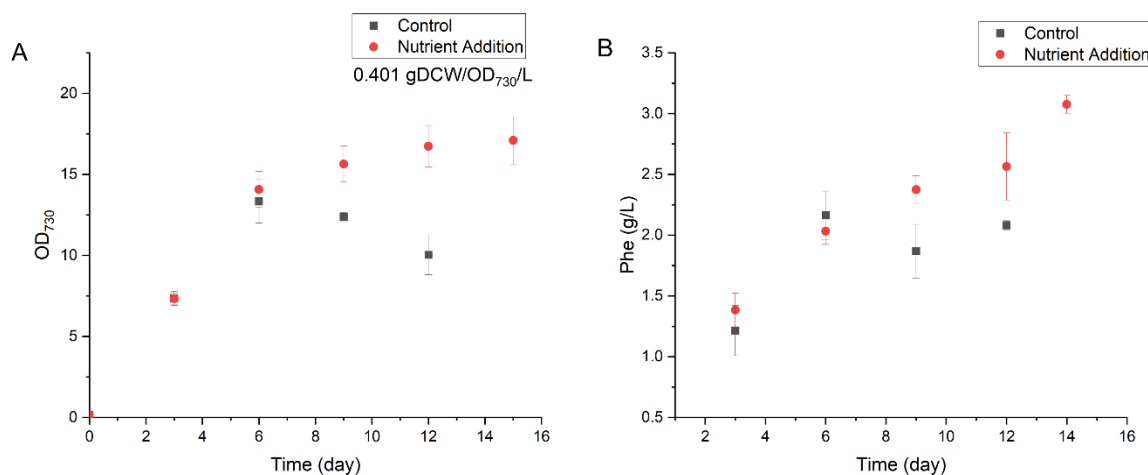 A
Control
Nutrient Addition
0.401 gDCW/OD₇₃₀/L
20
15
10
5
0
OD₇₃₀
0 2 4 6 8 10 12 14 16
Time (day)
B
Control
Nutrient Addition
3.5
3.0
2.5
2.0
1.5
1.0
0.5
Phe (g/L)
2 4 6 8 10 12 14 16
Time (day)